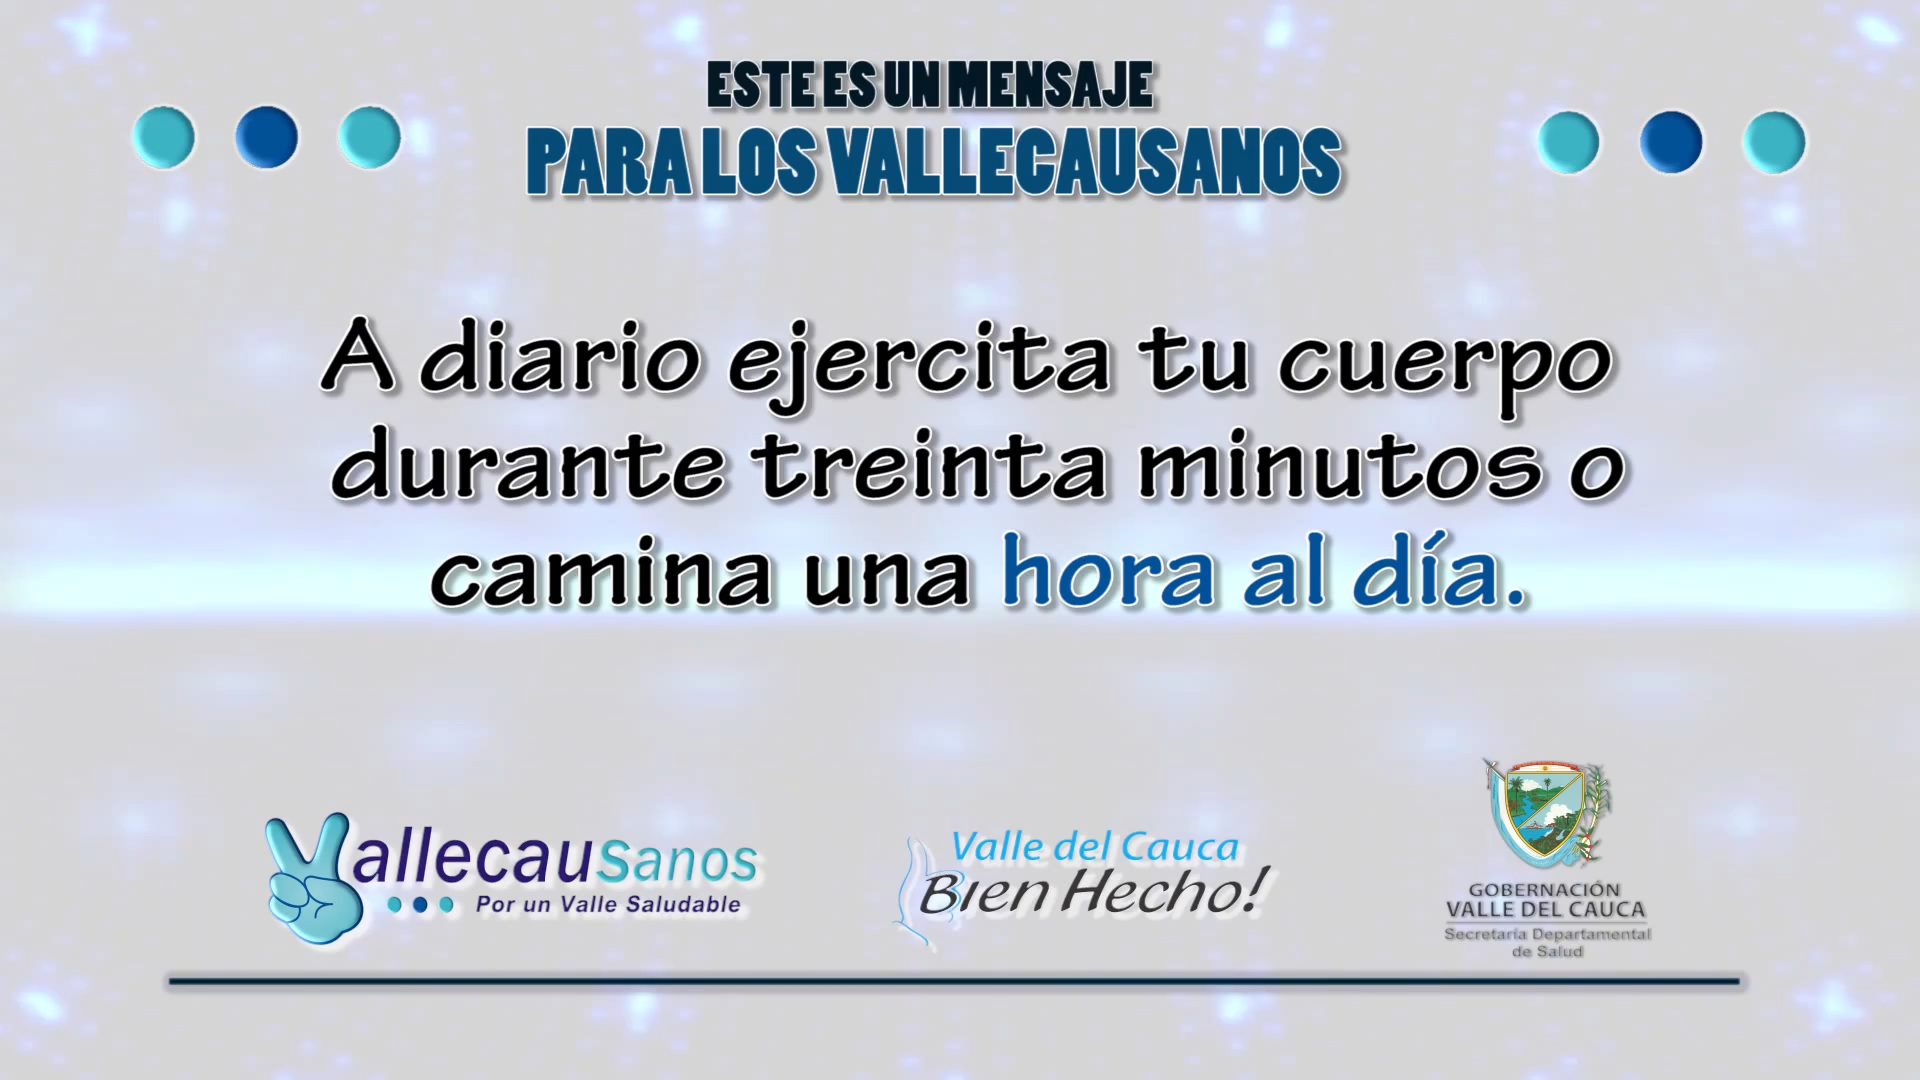 ESTE ES UN MENSAJE
PARA LOS VALLECAUSANOS
A diario ejercita tu cuerpo
durante treinta minutos o
camina una hora al día.
VallecauSanos
Por un Valle Saludable
Valle del Cauca
Bien Hecho!
GOBERNACIÓN
VALLE DEL CAUCA
Secretaría Departamental
de Salud